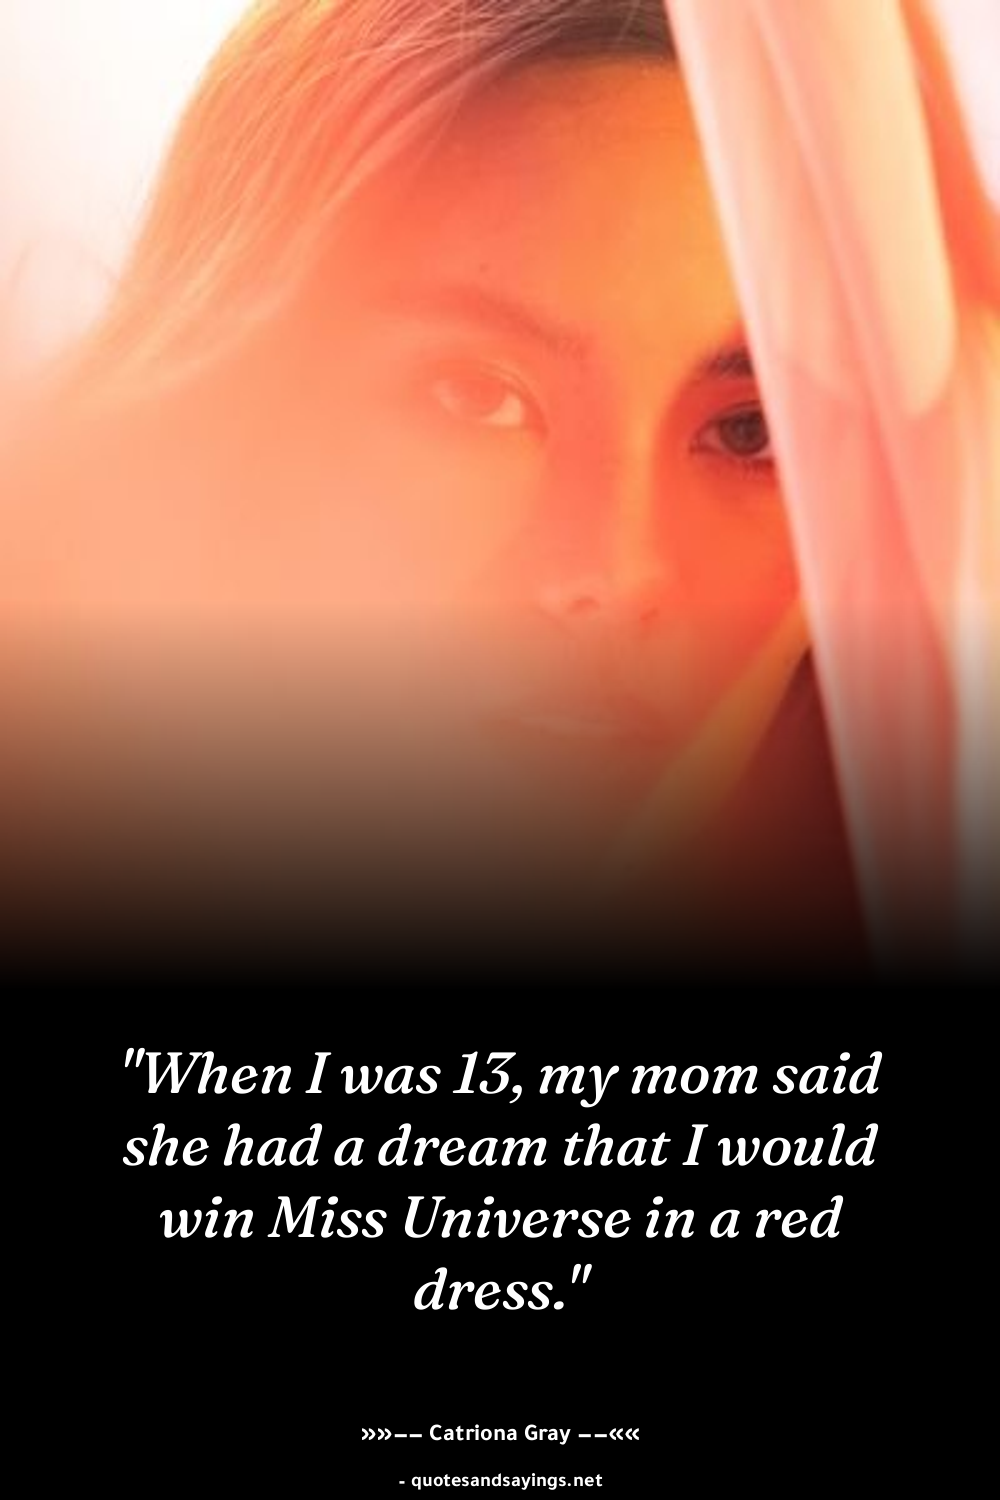 "When I was 13, my mom said
she had a dream that I would
win Miss Universe in a red
dress."
»»−− Catriona Gray −−««
- quotesandsayings.net